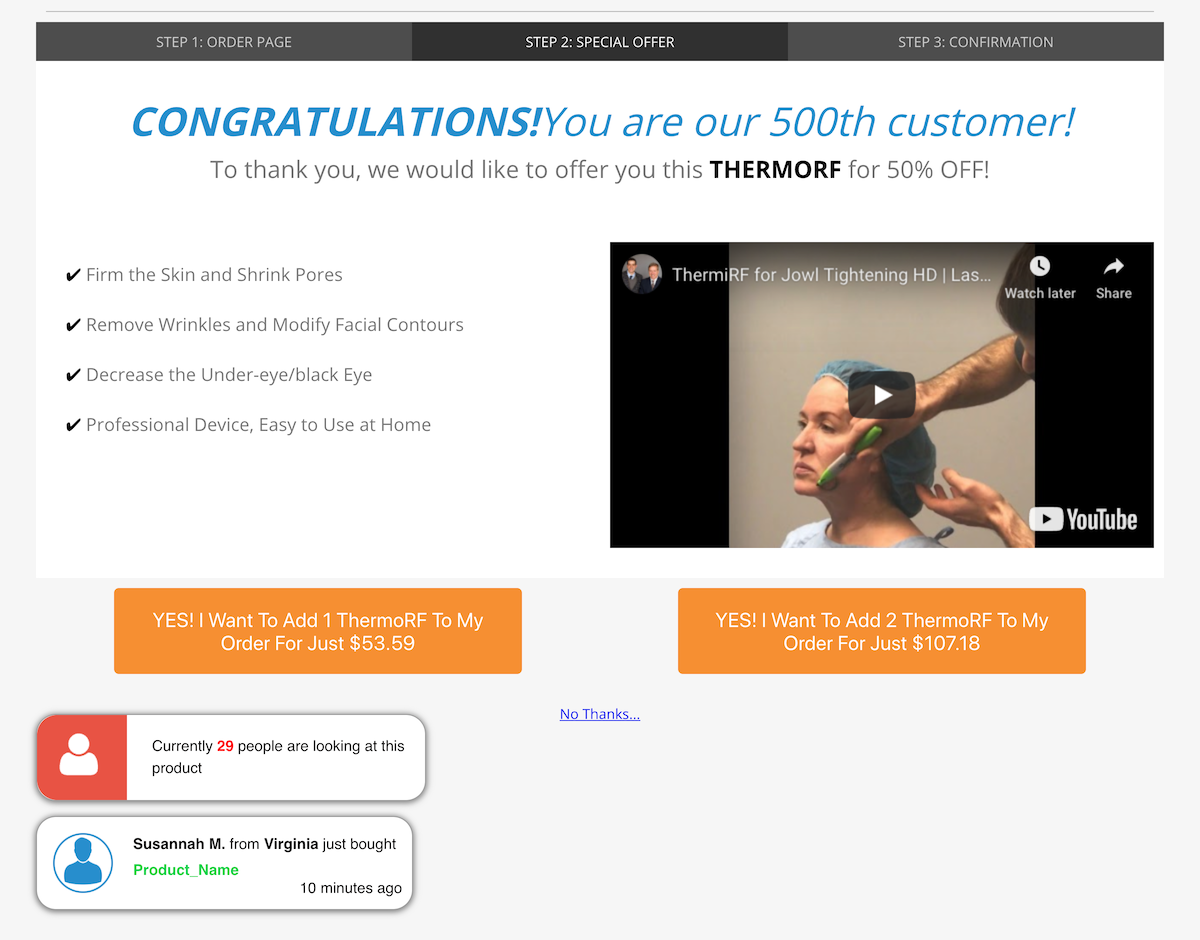 STEP 1: ORDER PAGE
STEP 2: SPECIAL OFFER
STEP 3: CONFIRMATION
CONGRATULATIONS!You are our 500th customer!
To thank you, we would like to offer you this THERMORF for 50% OFF!
✔ Firm the Skin and Shrink Pores
✔ Remove Wrinkles and Modify Facial Contours
✔ Decrease the Under-eye/black Eye
✔ Professional Device, Easy to Use at Home
ThermiRF for Jowl Tightening HD | Las...
Watch later
Share
YouTube
YES! I Want To Add 1 ThermoRF To My
Order For Just $53.59
YES! I Want To Add 2 ThermoRF To My
Order For Just $107.18
No Thanks...
Currently 29 people are looking at this
product
Susannah M. from Virginia just bought
Product_Name
10 minutes ago